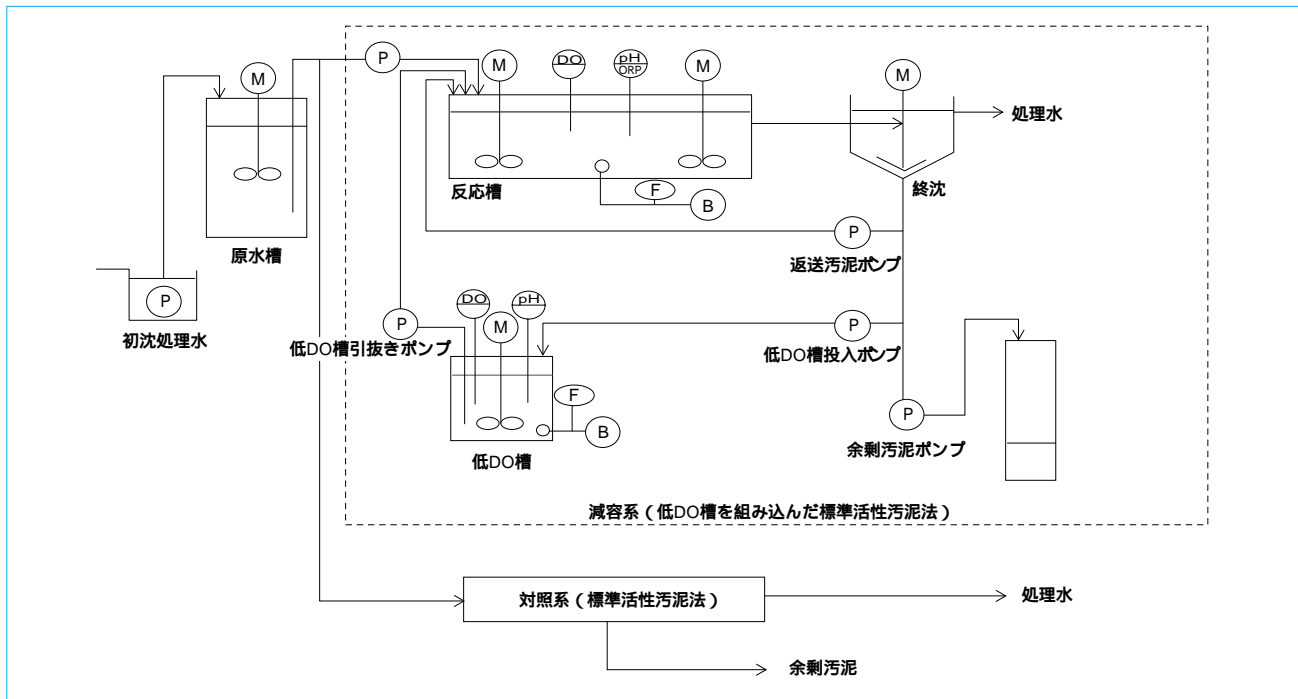 P
M
DO
pH
ORP
M
M
M
処理水
反応槽
F
B
終沈
原水槽
P
返送汚泥ポンプ
P
初沈処理水
DO
pH
M
P
低DO槽引抜きポンプ
P
低DO槽投入ポンプ
F
B
P
余剰汚泥ポンプ
低DO槽
減容系（低DO槽を組み込んだ標準活性汚泥法）
対照系（標準活性汚泥法）
処理水
余剰汚泥